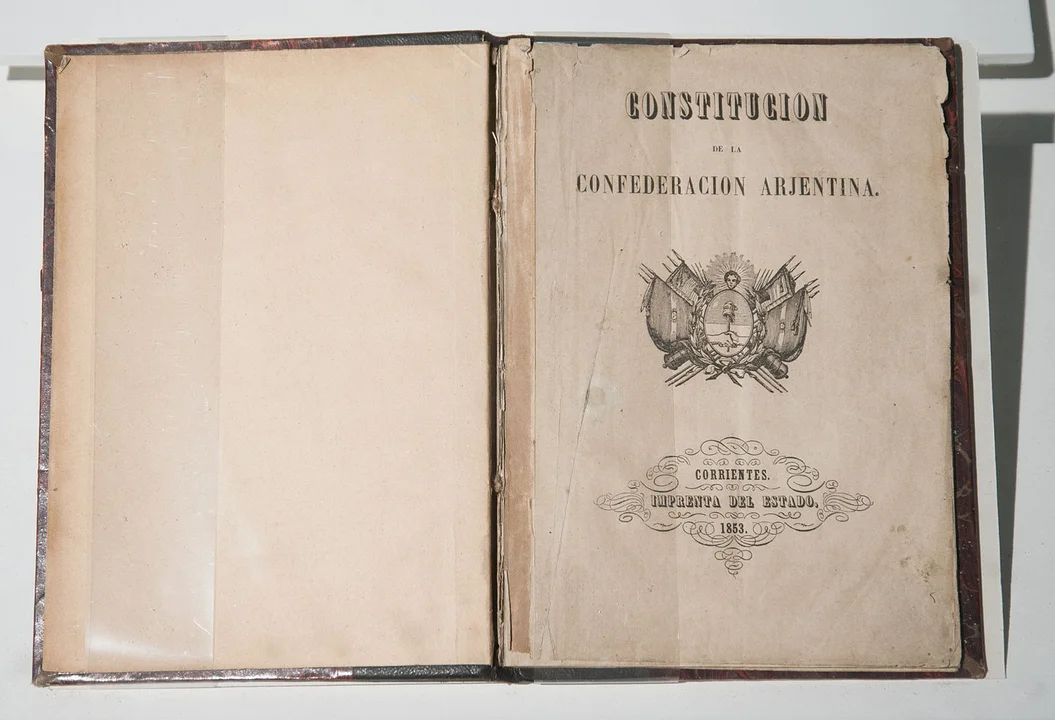 CONSTITUCION
DE LA
CONFEDERACION ARJENTINA.
CORRIENTES.
IMPRENTA DEL ESTADO.
1853.